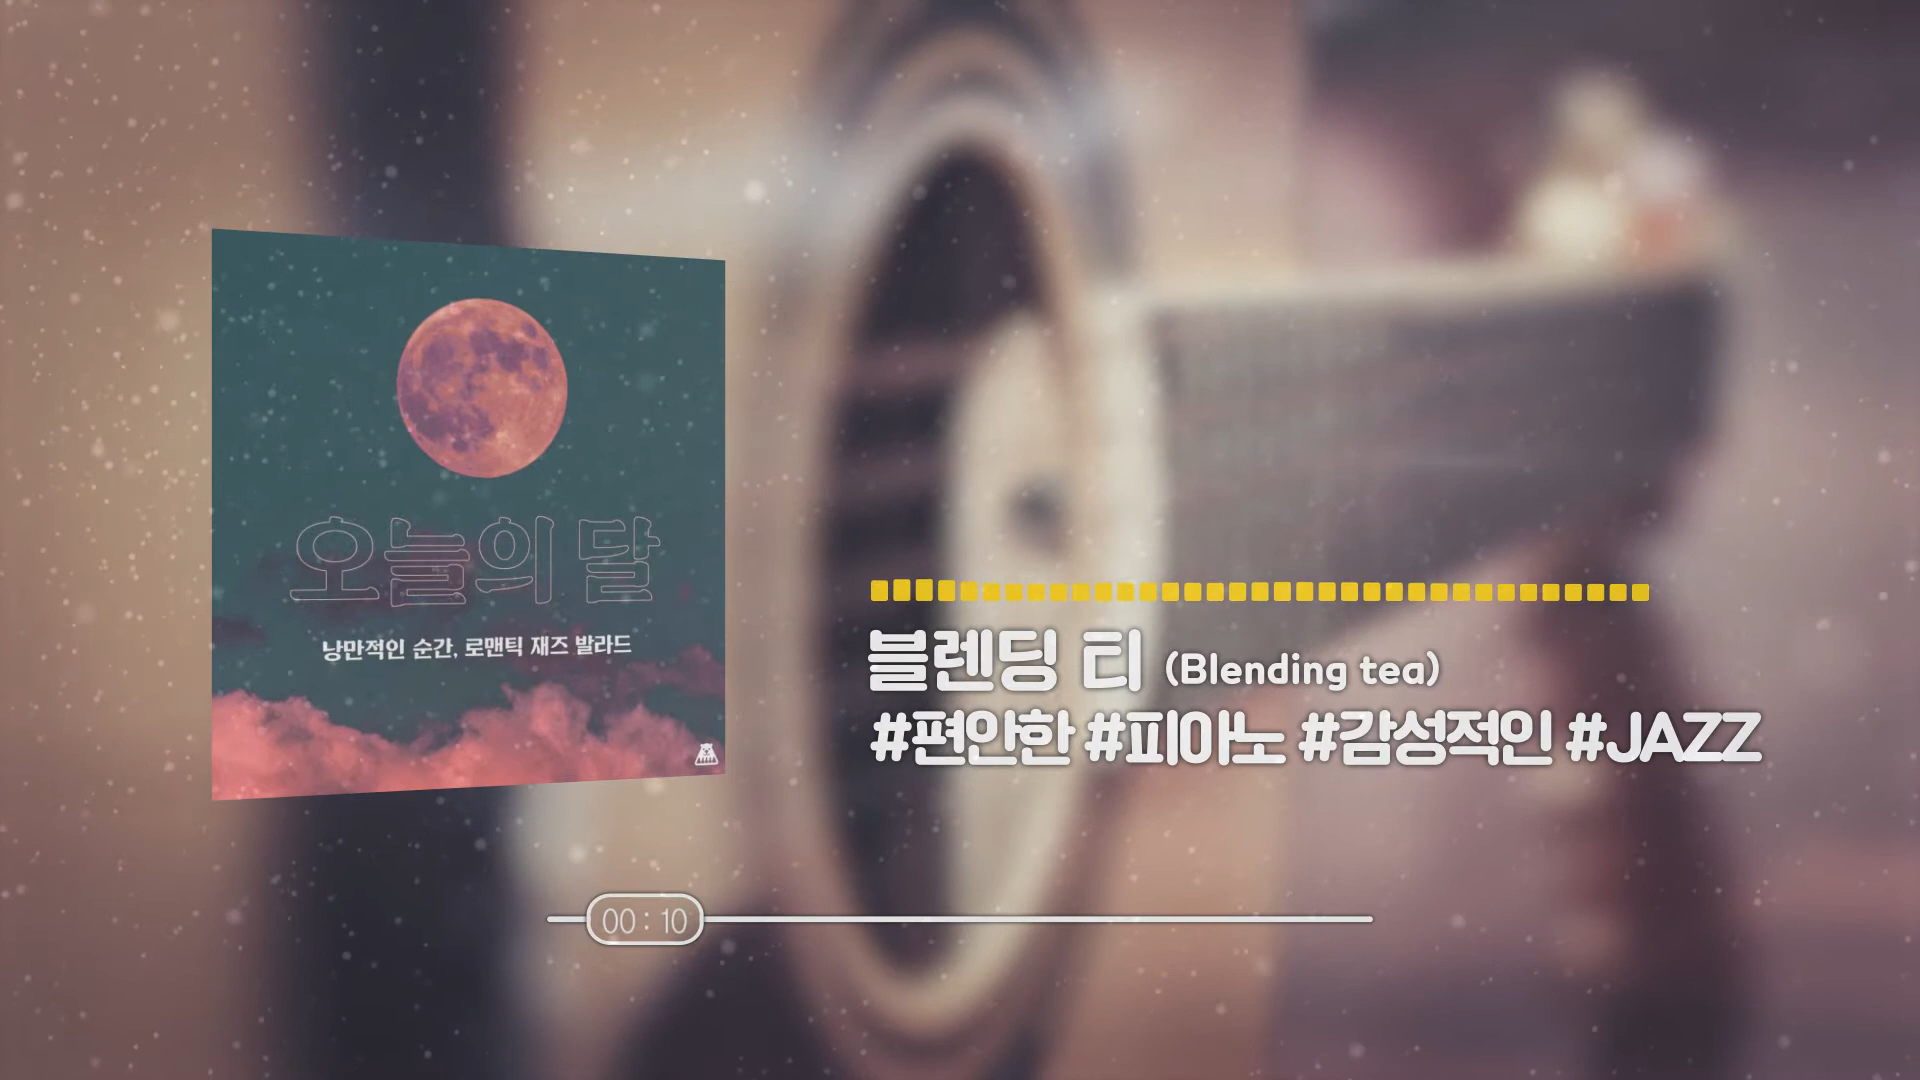 오늘의 달
낭만적인 순간, 로맨틱 재즈 발라드
블렌딩 티 (Blending tea)
#편안한 #피아노 #감성적인 #JAZZ
00 : 10